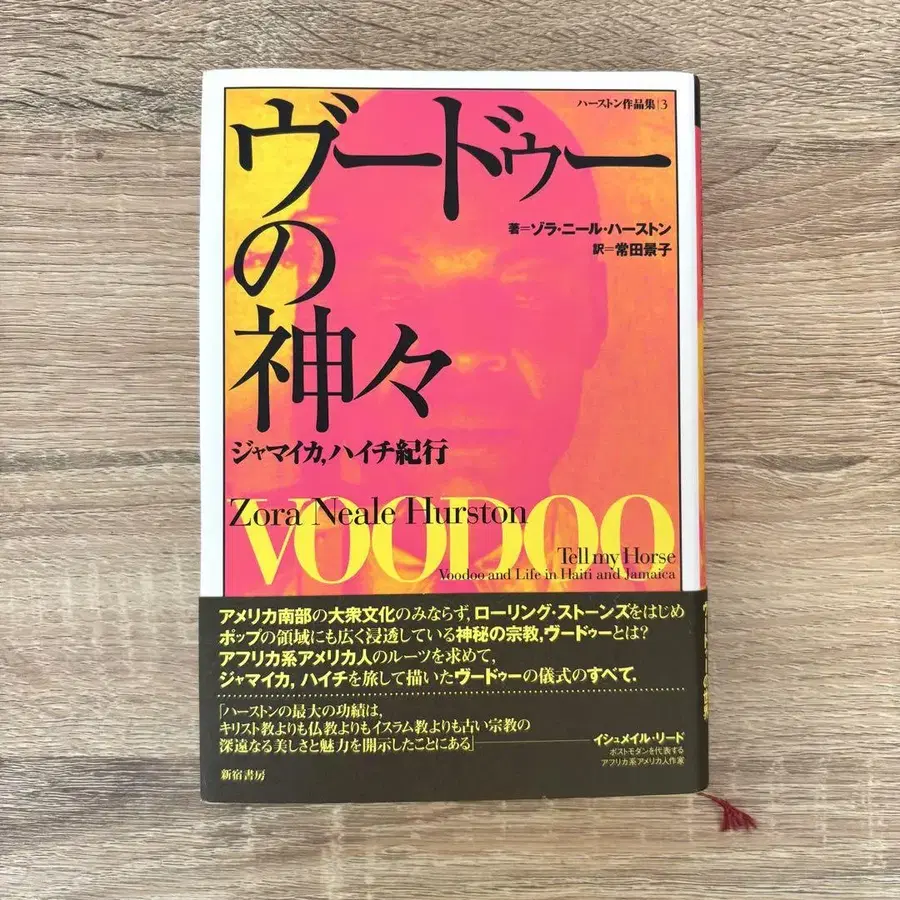 ハーストン作品集|3
ヴードゥー
の
神々
著=ゾラ・ニール・ハーストン
訳=常田景子
ジャマイカ,ハイチ紀行
Zora Neale Hurston
VOODOO
Tell my Horse
Voodoo and Life in Haiti and Jamaica
アメリカ南部の大衆文化のみならず,ローリング・ストーンズをはじめ
ポップの領域にも広く浸透している神秘の宗教,ヴードゥーとは?
アフリカ系アメリカ人のルーツを求めて,
ジャマイカ, ハイチを旅して描いたヴードゥーの儀式のすべて.
「ハーストンの最大の功績は,
キリスト教よりも仏教よりもイスラム教よりも古い宗教の
深遠なる美しさと魅力を開示したことにある」
イシュメイル・リード
ポストモダンを代表する
アフリカ系アメリカ人作家
新宿書房